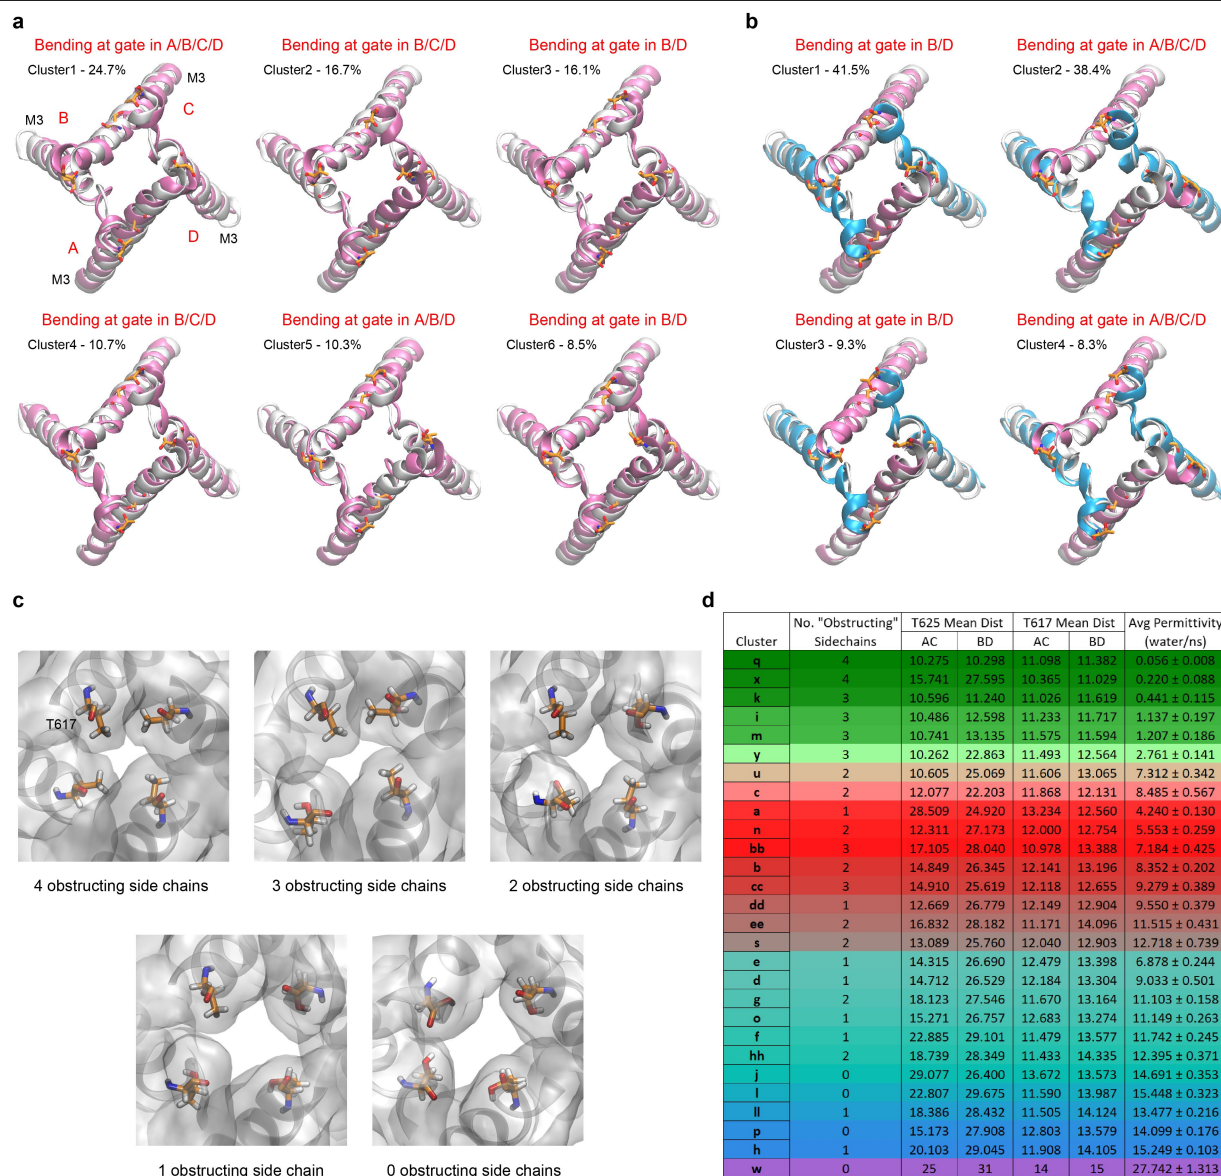 a
Bending at gate in A/B/C/D
Cluster1 - 24.7%
M3
M3
B
C
A
D
M3
M3
Bending at gate in B/C/D
Cluster2 - 16.7%
Bending at gate in B/D
Cluster3 - 16.1%
Bending at gate in B/C/D
Cluster4 - 10.7%
Bending at gate in A/B/D
Cluster5 - 10.3%
Bending at gate in B/D
Cluster6 - 8.5%
b
Bending at gate in B/D
Cluster1 - 41.5%
Bending at gate in A/B/C/D
Cluster2 - 38.4%
Bending at gate in B/D
Cluster3 - 9.3%
Bending at gate in A/B/C/D
Cluster4 - 8.3%
c
T617
4 obstructing side chains
3 obstructing side chains
2 obstructing side chains
1 obstructing side chain
0 obstructing side chains
d
No. "Obstructing" T625 Mean Dist T617 Mean Dist Avg Permittivity
Cluster Sidechains AC BD AC BD (water/ns)
q 4 10.275 10.298 11.098 11.382 0.056 ± 0.008
x 4 15.741 27.595 10.365 11.029 0.220 ± 0.088
k 3 10.596 11.240 11.026 11.619 0.441 ± 0.115
i 3 10.486 12.598 11.233 11.717 1.137 ± 0.197
m 3 10.741 13.135 11.575 11.594 1.207 ± 0.186
y 3 10.262 22.863 11.493 12.564 2.761 ± 0.141
u 2 10.605 25.069 11.606 13.065 7.312 ± 0.342
c 2 12.077 22.203 11.868 12.131 8.485 ± 0.567
a 1 28.509 24.920 13.234 12.560 4.240 ± 0.130
n 2 12.311 27.173 12.000 12.754 5.553 ± 0.259
bb 3 17.105 28.040 10.978 13.388 7.184 ± 0.425
b 2 14.849 26.345 12.141 13.196 8.352 ± 0.202
cc 3 14.910 25.619 12.118 12.655 9.279 ± 0.389
dd 1 12.669 26.779 12.149 12.904 9.550 ± 0.379
ee 2 16.832 28.182 11.171 14.096 11.515 ± 0.431
s 2 13.089 25.760 12.040 12.903 12.718 ± 0.739
e 1 14.315 26.690 12.479 13.398 6.878 ± 0.244
d 1 14.712 26.529 12.184 13.304 9.033 ± 0.501
g 2 18.123 27.546 11.670 13.164 11.103 ± 0.158
o 1 15.271 26.757 12.683 13.274 11.149 ± 0.263
f 1 22.885 29.101 11.479 13.577 11.742 ± 0.245
hh 2 18.739 28.349 11.433 14.335 12.395 ± 0.371
j 0 29.077 26.400 13.672 13.573 14.691 ± 0.353
l 0 22.807 29.675 11.590 13.987 15.448 ± 0.323
ll 1 18.386 28.432 11.505 14.124 13.477 ± 0.216
p 0 15.173 27.908 12.803 13.579 14.099 ± 0.176
h 1 20.103 29.045 11.908 14.105 15.249 ± 0.103
w 0 25 31 14 15 27.742 ± 1.313